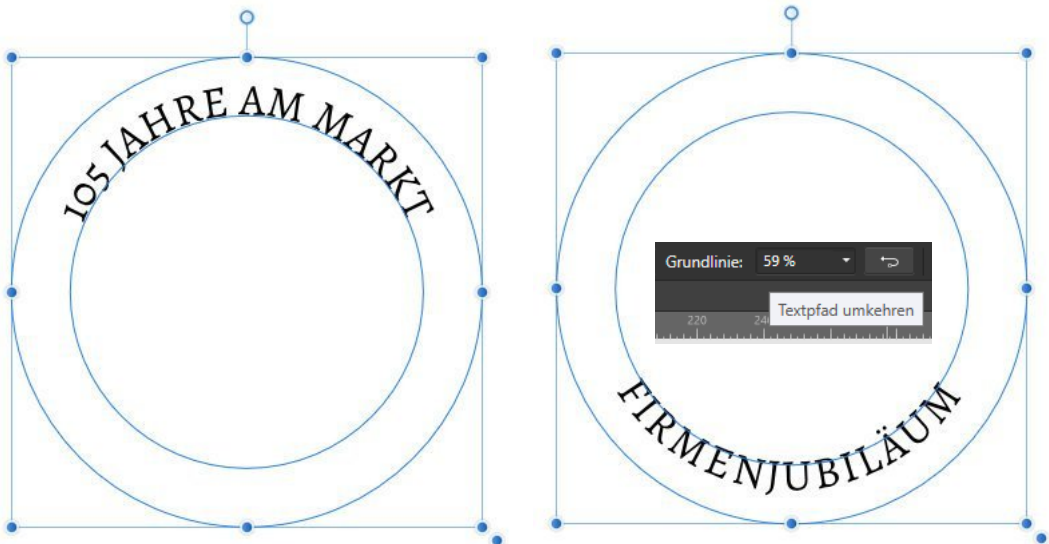 105 JAHRE AM MARKT
Grundlinie: 59 %
Textpfad umkehren
220
FIRMENJUBILÄUM